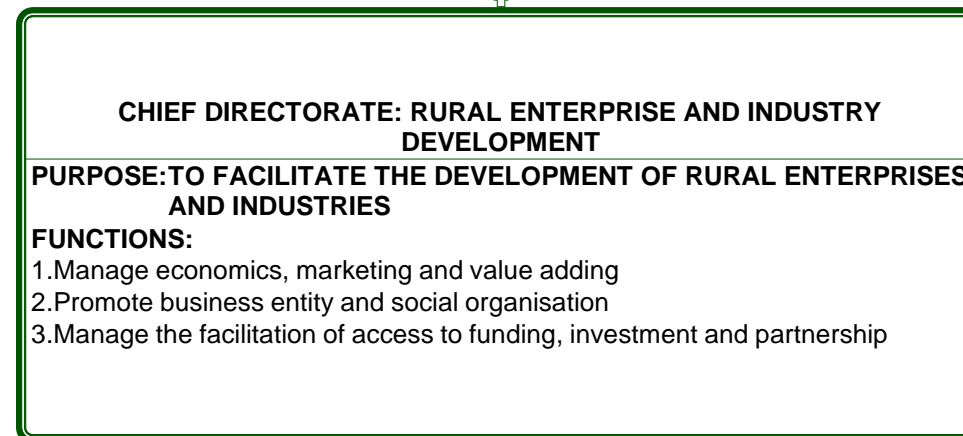 CHIEF DIRECTORATE: RURAL ENTERPRISE AND INDUSTRY
DEVELOPMENT
PURPOSE:TO FACILITATE THE DEVELOPMENT OF RURAL ENTERPRISES
AND INDUSTRIES
FUNCTIONS:
1.Manage economics, marketing and value adding
2.Promote business entity and social organisation
3.Manage the facilitation of access to funding, investment and partnership